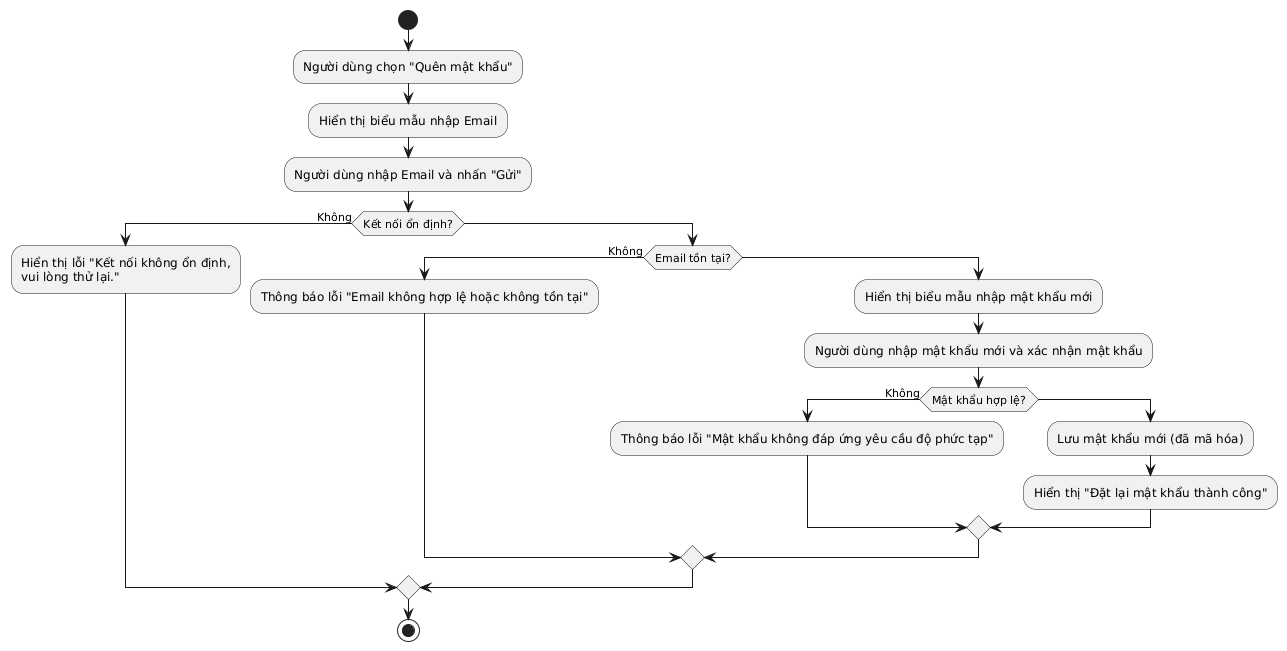 Người dùng chọn "Quên mật khẩu"
Hiển thị biểu mẫu nhập Email
Người dùng nhập Email và nhấn "Gửi"
Không
Kết nối ổn định?
Hiển thị lỗi "Kết nối không ổn định,
vui lòng thử lại."
Không
Email tồn tại?
Thông báo lỗi "Email không hợp lệ hoặc không tồn tại"
Hiển thị biểu mẫu nhập mật khẩu mới
Người dùng nhập mật khẩu mới và xác nhận mật khẩu
Không
Mật khẩu hợp lệ?
Thông báo lỗi "Mật khẩu không đáp ứng yêu cầu độ phức tạp"
Lưu mật khẩu mới (đã mã hóa)
Hiển thị "Đặt lại mật khẩu thành công"